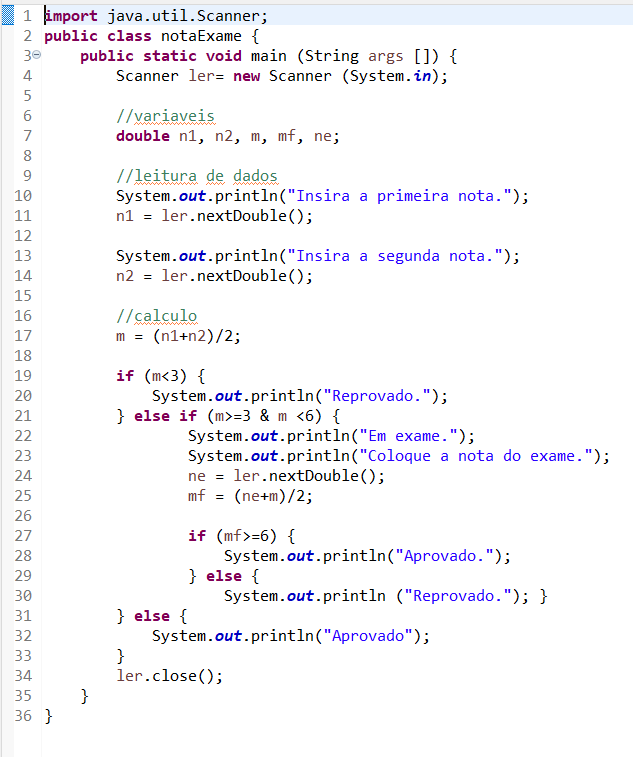 1 import java.util.Scanner;
2 public class notaExame {
3 public static void main (String args []) {
4 Scanner ler= new Scanner (System.in);
5
6 //variaveis
7 double n1, n2, m, mf, ne;
8
9 //leitura de dados
10 System.out.println("Insira a primeira nota.");
11 n1 = ler.nextDouble();
12
13 System.out.println("Insira a segunda nota.");
14 n2 = ler.nextDouble();
15
16 //calculo
17 m = (n1+n2)/2;
18
19 if (m<3) {
20 System.out.println("Reprovado.");
21 } else if (m>=3 & m <6) {
22 System.out.println("Em exame.");
23 System.out.println("Coloque a nota do exame.");
24 ne = ler.nextDouble();
25 mf = (ne+m)/2;
26
27 if (mf>=6) {
28 System.out.println("Aprovado.");
29 } else {
30 System.out.println ("Reprovado."); }
31 } else {
32 System.out.println("Aprovado");
33 }
34 ler.close();
35 }
36 }